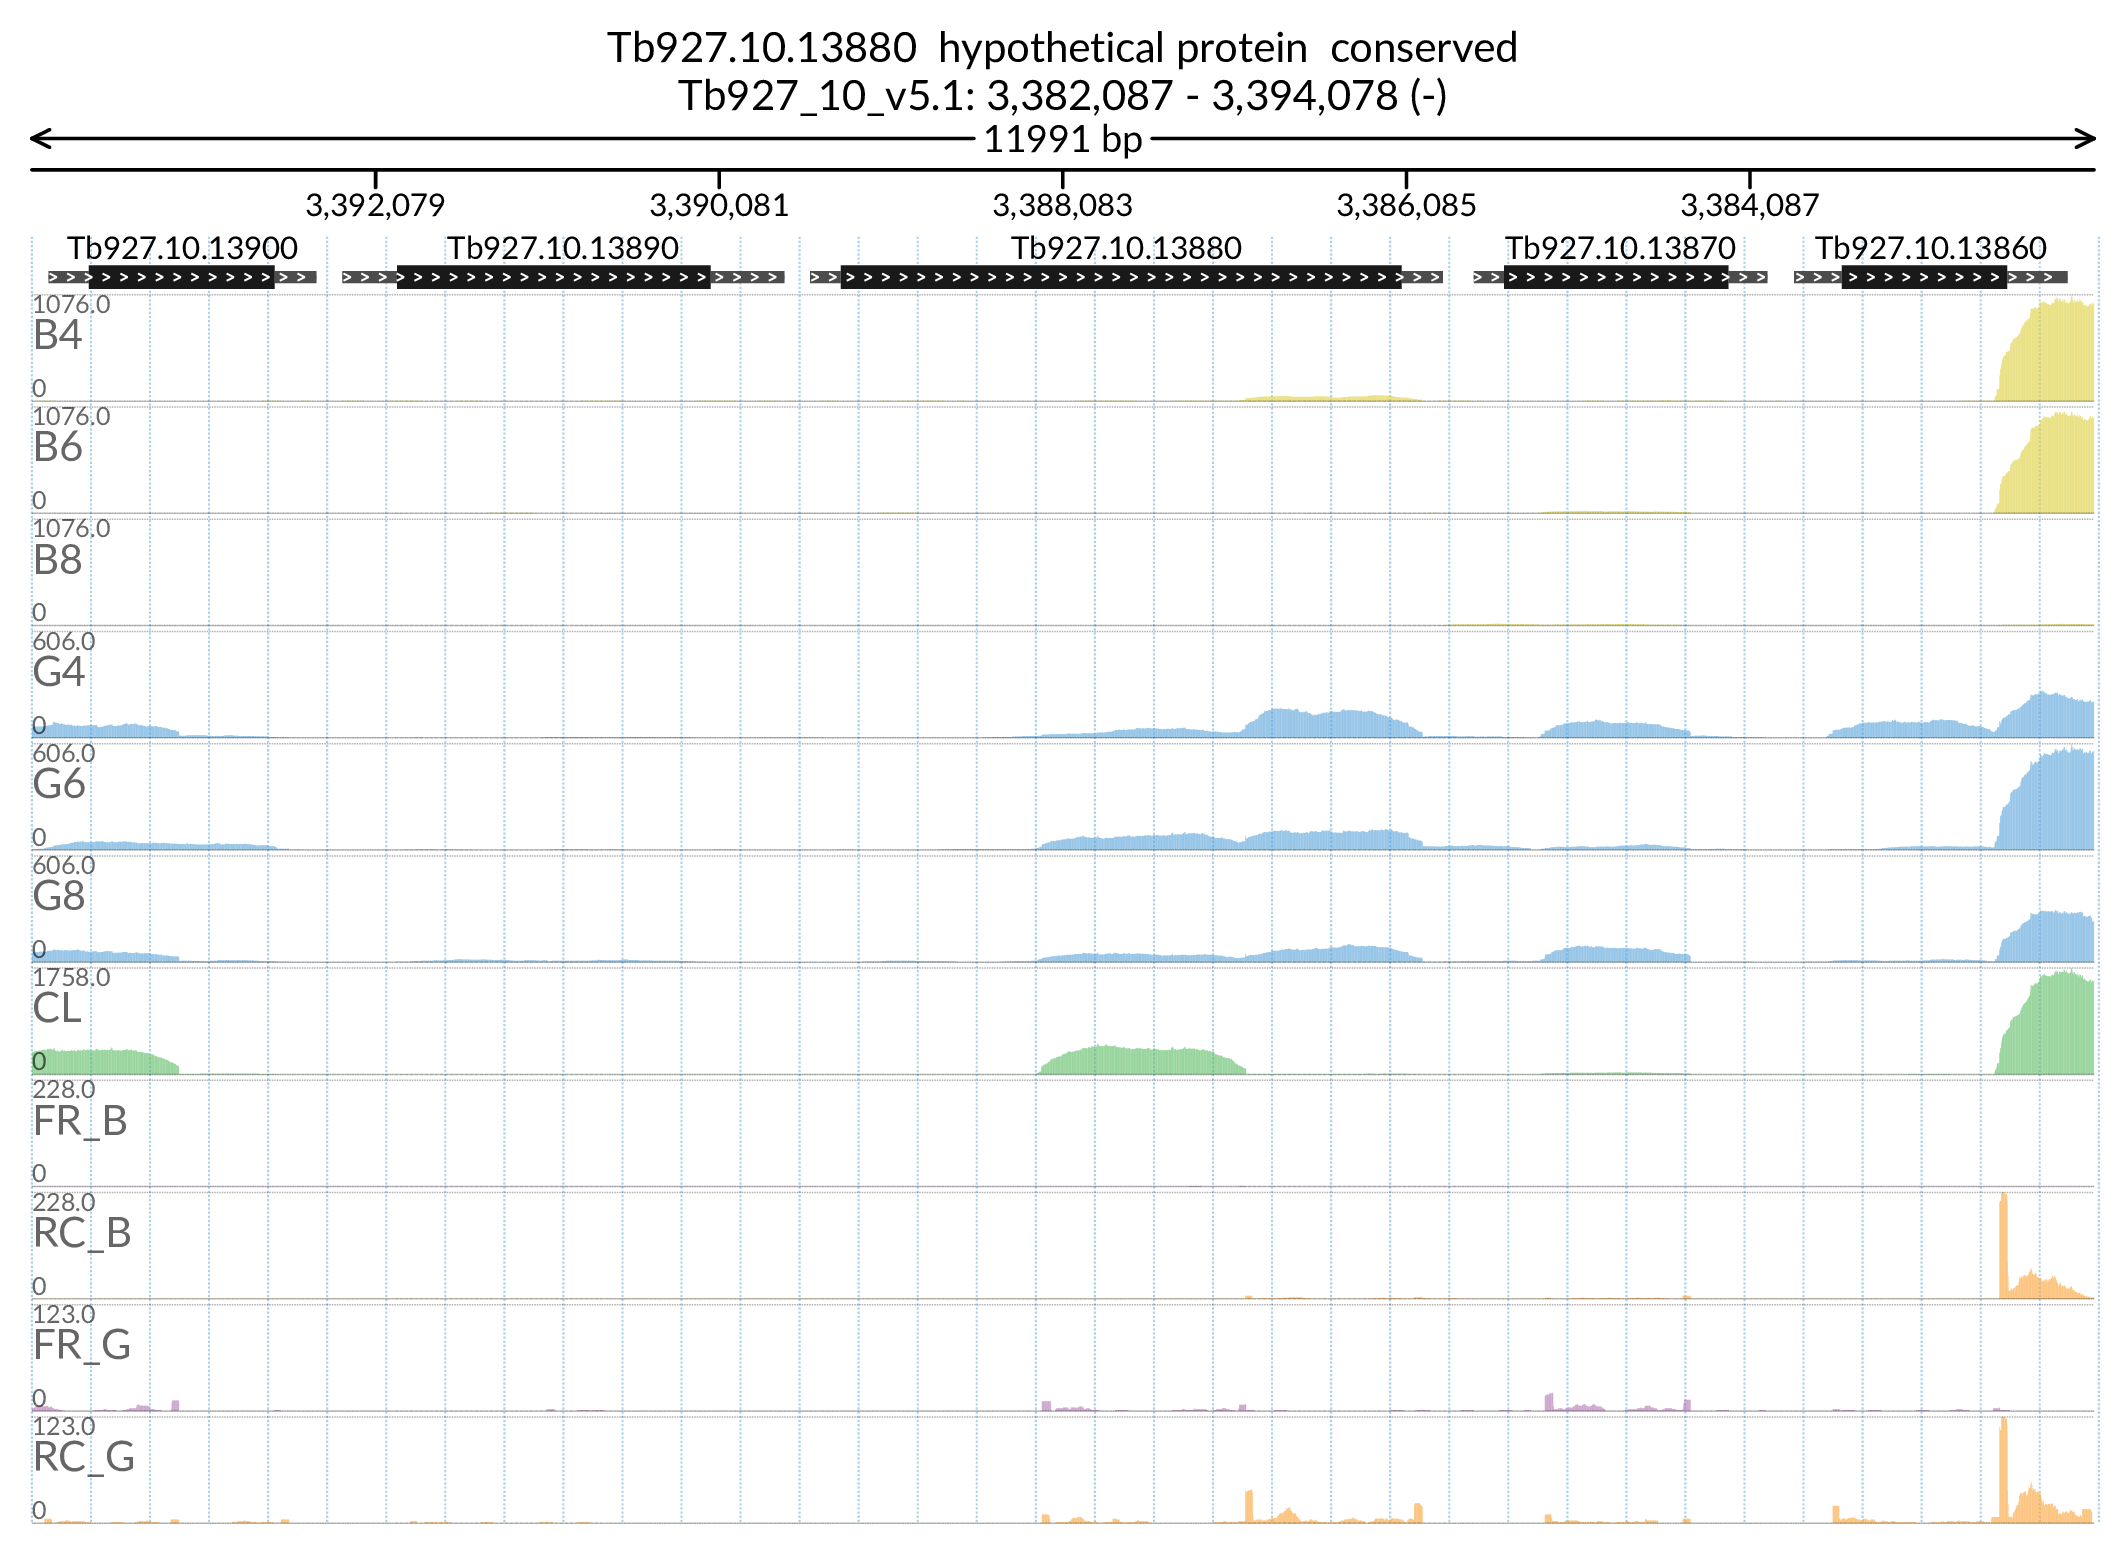 Tb927.10.13880 hypothetical protein conserved
Tb927_10_v5.1: 3,382,087 - 3,394,078 (-)
11991 bp
3,392,079 3,390,081 3,388,083 3,386,085 3,384,087
Tb927.10.13900 Tb927.10.13890 Tb927.10.13880 Tb927.10.13870 Tb927.10.13860
1076.0
B4
0
1076.0
B6
0
1076.0
B8
0
606.0
G4
0
606.0
G6
0
606.0
G8
0
1758.0
CL
0
228.0
FR_B
0
228.0
RC_B
0
123.0
FR_G
0
123.0
RC_G
0